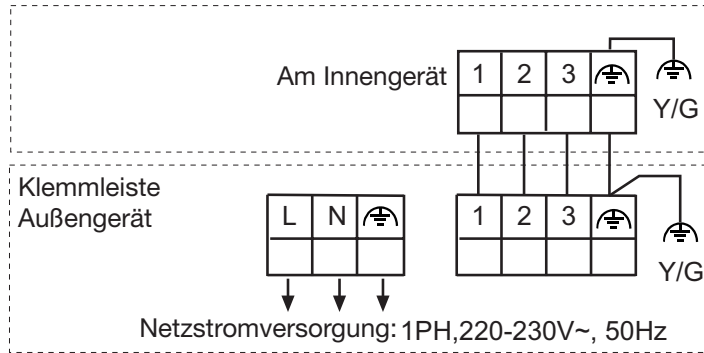 Am Innengerät
1 2 3
Y/G
Klemmleiste
Außengerät
L N
1 2 3
Y/G
Netzstromversorgung: 1PH,220-230V~, 50Hz